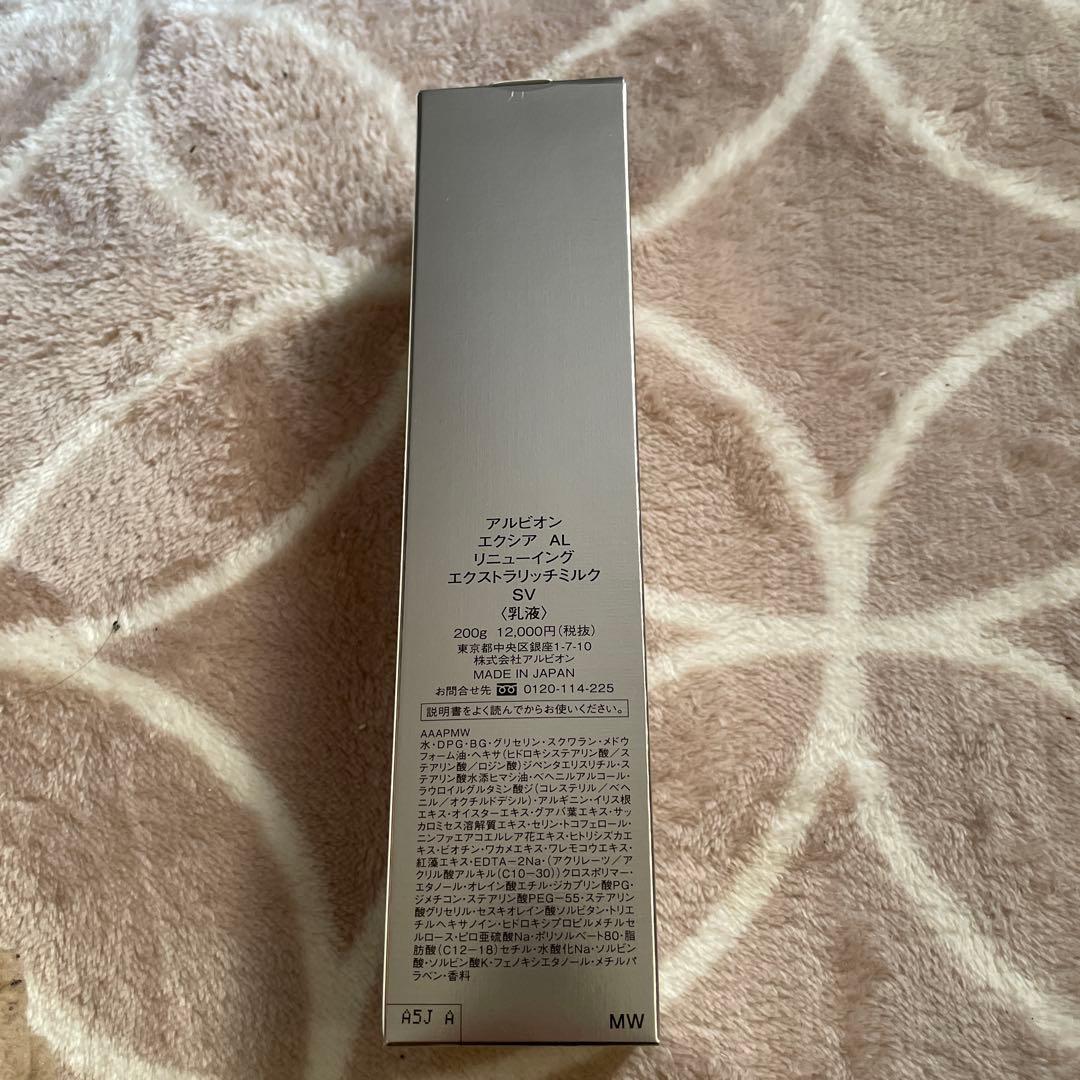 アルビオン
エクシア AL
リニューイング
エクストラリッチミルク
SV
〈乳液〉
200g 12,000円(税抜)
東京都中央区銀座1-7-10
株式会社アルビオン
MADE IN JAPAN
お問合せ先 0120-114-225
説明書をよく読んでからお使いください。
AAAPMW
水・DPG・BG・グリセリン・スクワラン・メドウ
フォーム油・ヘキサ(ヒドロキシステアリン酸/ス
テアリン酸/ロジン酸)ジペンタエリスリチル・ス
テアリン酸水添ヒマシ油・ベヘニルアルコール・
ラウロイルグルタミン酸ジ(コレステリル/ベヘ
ニル/オクチルドデシル)・アルギニン・イリス根
エキス・オイスターエキス・グアバ葉エキス・サッ
カロミセス溶解質エキス・セリン・トコフェロール・
ニンファエアコエルレア花エキス・ヒトリシズカエ
キス・ビオチン・ワカメエキス・ワレモコウエキス・
紅藻エキス・EDTA-2Na・(アクリレーツ/ア
クリル酸アルキル(C10-30))クロスポリマー・
エタノール・オレイン酸エチル・ジカプリン酸PG・
ジメチコン・ステアリン酸PEG-55・ステアリン
酸グリセリル・セスキオレイン酸ソルビタン・トリエ
チルヘキサノイン・ヒドロキシプロピルメチルセ
ルロース・ピロ亜硫酸Na・ポリソルベート80・脂
肪酸(C12-18)セチル・水酸化Na・ソルビン
酸・ソルビン酸K・フェノキシエタノール・メチルパ
ラベン・香料
A5J A
MW